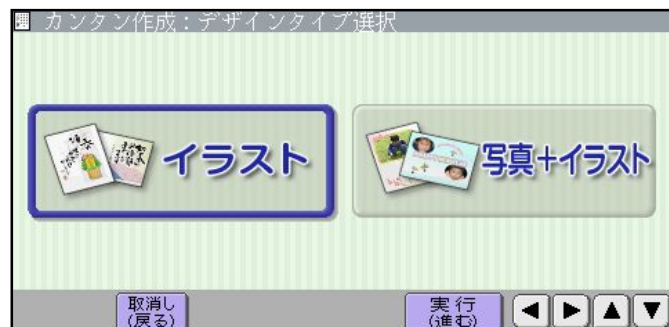 カンタン作成：デザインタイプ選択
イラスト
写真+イラスト
取消し
(戻る)
実行
(進む)